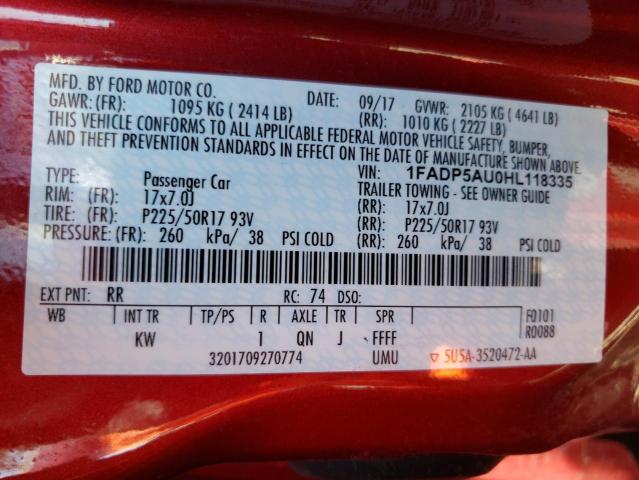 MFD. BY FORD MOTOR CO. DATE: 09/17 GVWR: 2105 KG ( 4641 LB)
GAWR: (FR): 1095 KG ( 2414 LB) (RR): 1010 KG ( 2227 LB)
THIS VEHICLE CONFORMS TO ALL APPLICABLE FEDERAL MOTOR VEHICLE SAFETY, BUMPER,
AND THEFT PREVENTION STANDARDS IN EFFECT ON THE DATE OF MANUFACTURE SHOWN ABOVE.
VIN: 1FADP5AU0HL118335
TYPE: Passenger Car TRAILER TOWING - SEE OWNER GUIDE
RIM: (FR): 17x7.0J (RR): 17x7.0J
TIRE: (FR): P225/50R17 93V (RR): P225/50R17 93V
PRESSURE: (FR): 260 kPa/ 38 PSI COLD (RR): 260 kPa/ 38 PSI COLD
EXT PNT: RR RC: 74 DSO:
WB INT TR TP/PS R AXLE TR SPR F0101
KW 1 QN J FFFF R0088
3201709270774 UMU ▽ 5U5A-3520472-AA